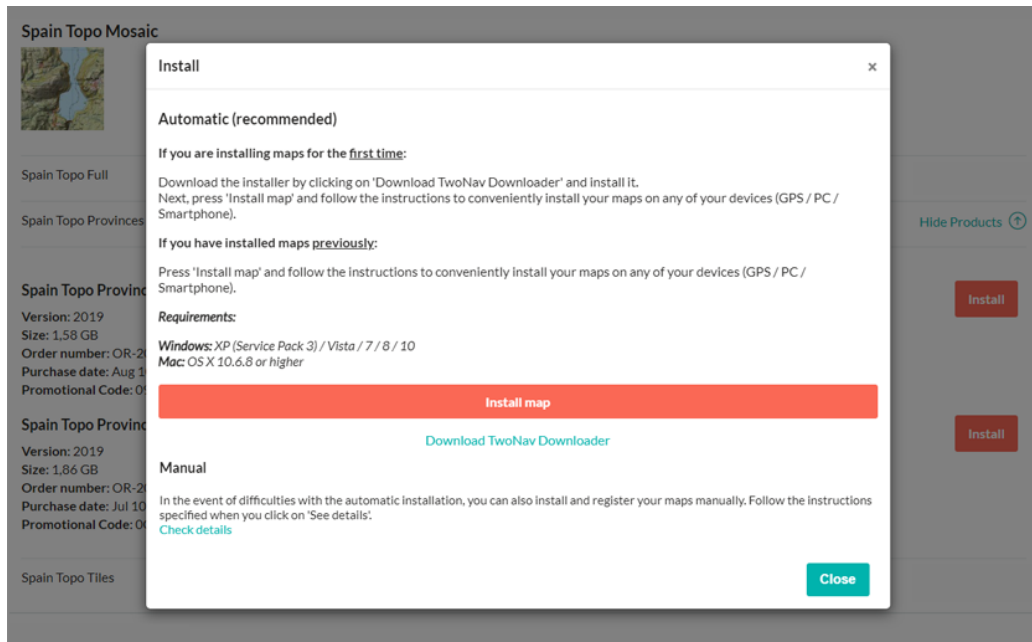 Spain Topo Mosaic
Install
×
Automatic (recommended)
If you are installing maps for the first time:
Spain Topo Full
Download the installer by clicking on 'Download TwoNav Downloader' and install it.
Next, press 'Install map' and follow the instructions to conveniently install your maps on any of your devices (GPS / PC /
Smartphone).
Spain Topo Provinces
Hide Products
If you have installed maps previously:
Press 'Install map' and follow the instructions to conveniently install your maps on any of your devices (GPS / PC /
Smartphone).
Spain Topo Provinc
Install
Version: 2019
Requirements:
Size: 1,58 GB
Windows: XP (Service Pack 3) / Vista / 7 / 8 / 10
Order number: OR-2
Mac: OS X 10.6.8 or higher
Purchase date: Aug 1
Promotional Code: 0
Install map
Spain Topo Provinc
Install
Download TwoNav Downloader
Version: 2019
Size: 1,86 GB
Manual
Order number: OR-2
Purchase date: Jul 10
In the event of difficulties with the automatic installation, you can also install and register your maps manually. Follow the instructions
specified when you click on 'See details'.
Promotional Code: 0
Check details
Spain Topo Tiles
Close